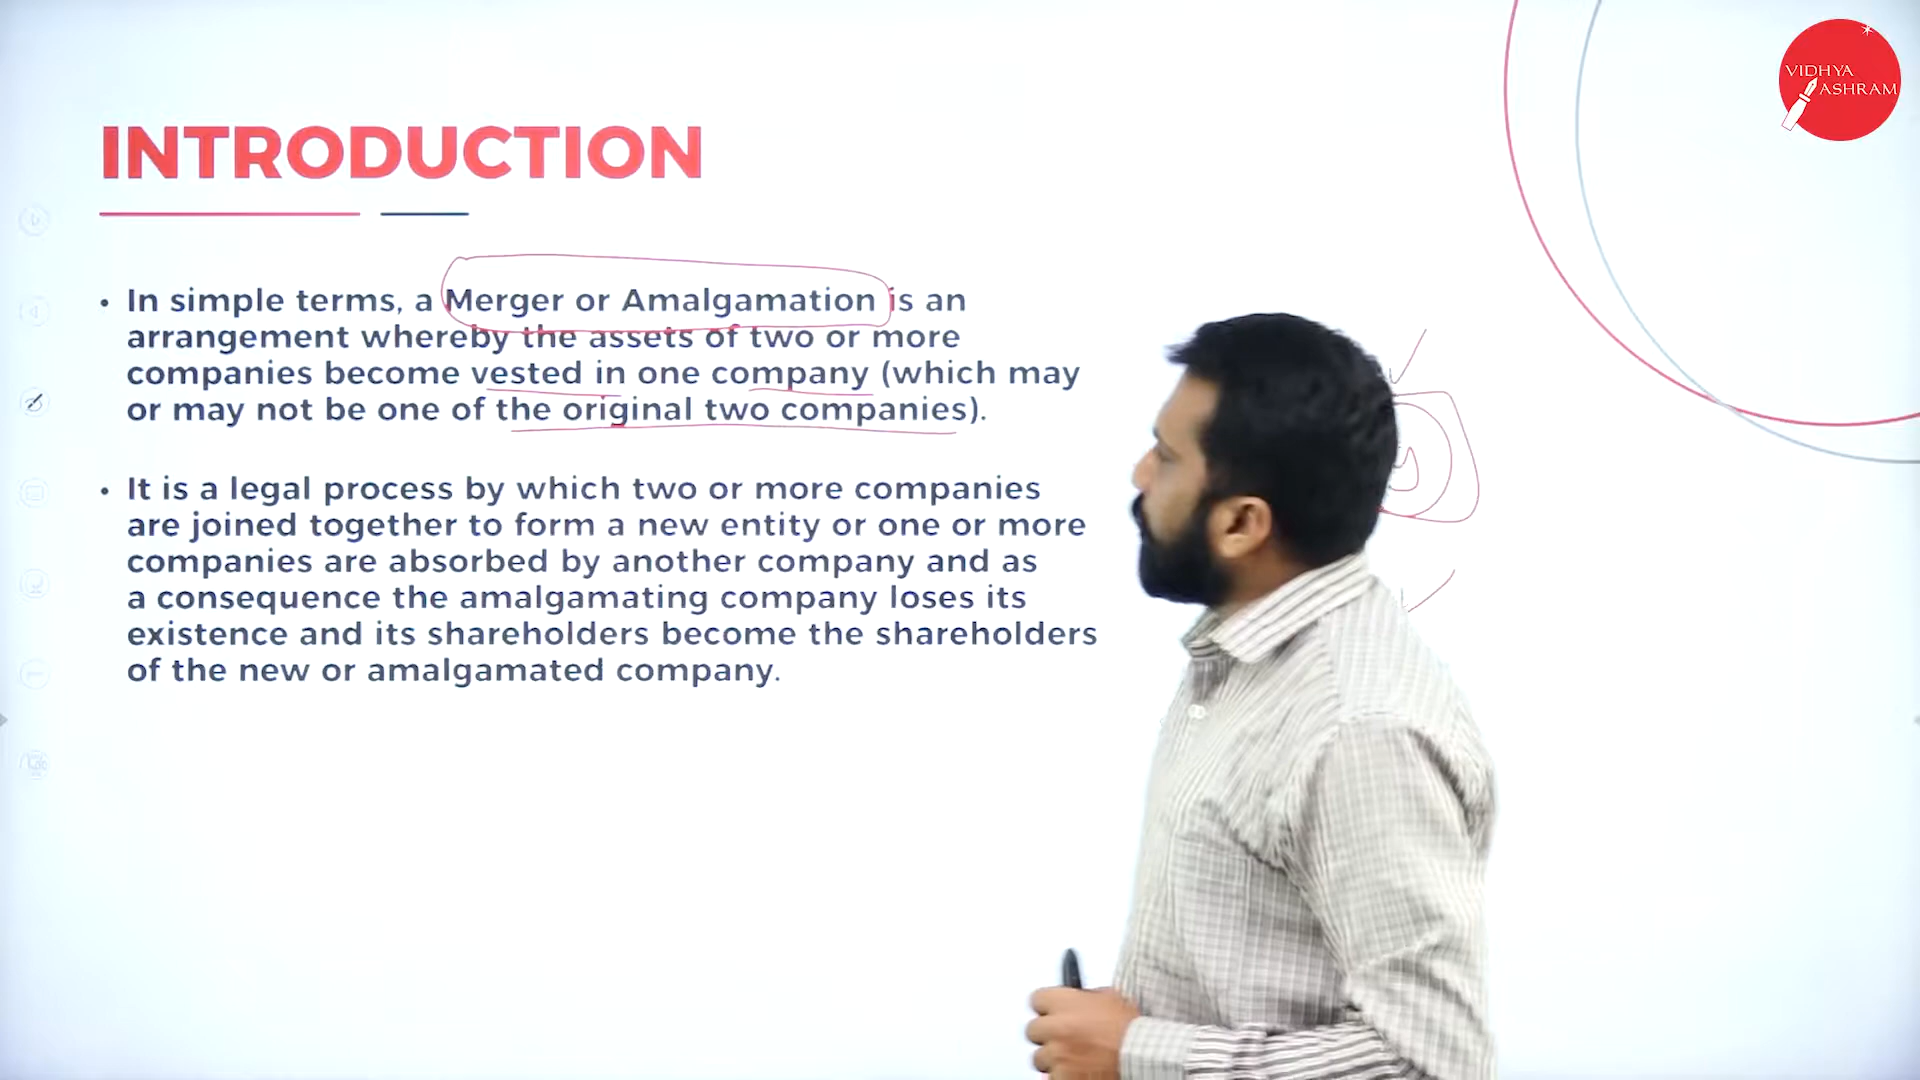 VIDHYA
ASHRAM
INTRODUCTION
• In simple terms, a Merger or Amalgamation is an
arrangement whereby the assets of two or more
companies become vested in one company (which may
or may not be one of the original two companies).
• It is a legal process by which two or more companies
are joined together to form a new entity or one or more
companies are absorbed by another company and as
a consequence the amalgamating company loses its
existence and its shareholders become the shareholders
of the new or amalgamated company.